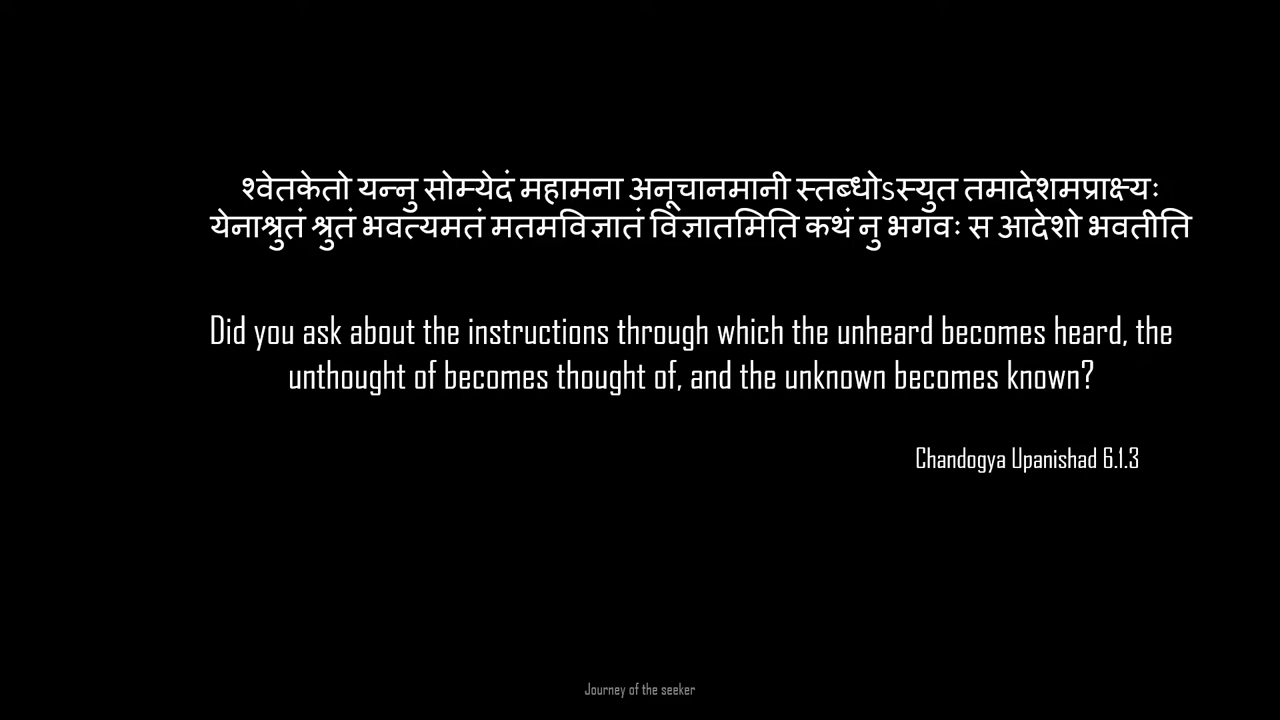 श्वेतकेतो यन्नु सोम्येदं महामना अनूचानमानी स्तब्धोऽस्युत तमादेशमप्राक्ष्यः
येनाश्रुतं श्रुतं भवत्यमतं मतमविज्ञातं विज्ञातमिति कथं नु भगवः स आदेशो भवतीति
Did you ask about the instructions through which the unheard becomes heard, the
unthought of becomes thought of, and the unknown becomes known?
Chandogya Upanishad 6.1.3
Journey of the seeker